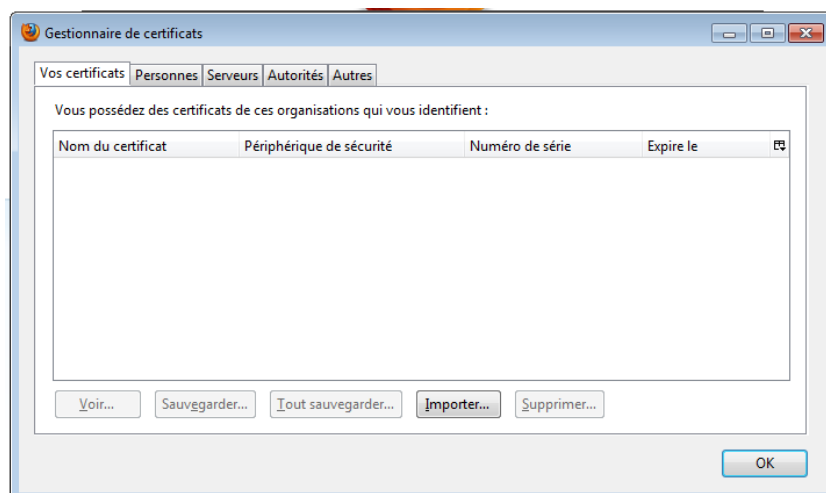 Gestionnaire de certificats
Vos certificats Personnes Serveurs Autorités Autres
Vous possédez des certificats de ces organisations qui vous identifient :
Nom du certificat Périphérique de sécurité Numéro de série Expire le
Voir... Sauvegarder... Tout sauvegarder... Importer... Supprimer...
OK